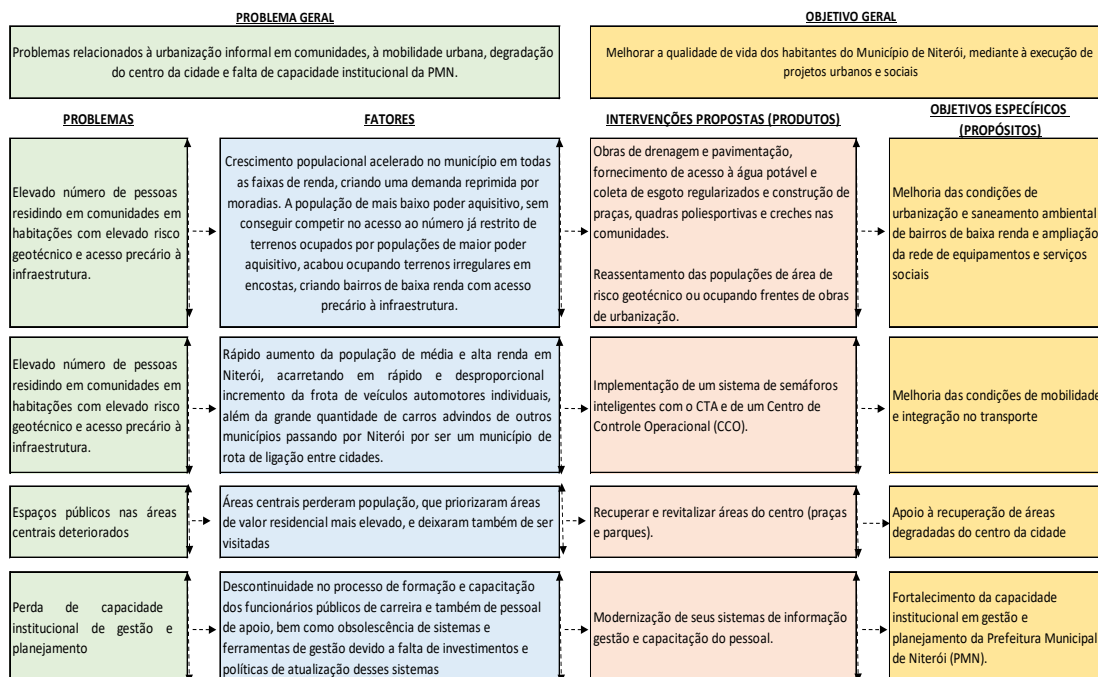 PROBLEMA GERAL
Problemas relacionados à urbanização informal em comunidades, à mobilidade urbana, degradação
do centro da cidade e falta de capacidade institucional da PMN.
OBJETIVO GERAL
Melhorar a qualidade de vida dos habitantes do Município de Niterói, mediante à execução de
projetos urbanos e sociais
PROBLEMAS
FATORES
INTERVENÇÕES PROPOSTAS (PRODUTOS)
OBJETIVOS ESPECÍFICOS
(PROPÓSITOS)
Elevado número de pessoas
residindo em comunidades em
habitações com elevado risco
geotécnico e acesso precário à
infraestrutura.
Crescimento populacional acelerado no município em todas
as faixas de renda, criando uma demanda reprimida por
moradias. A população de mais baixo poder aquisitivo, sem
conseguir competir no acesso ao número já restrito de
terrenos ocupados por populações de maior poder
aquisitivo, acabou ocupando terrenos irregulares em
encostas, criando bairros de baixa renda com acesso
precário à infraestrutura.
Obras de drenagem e pavimentação,
fornecimento de acesso à água potável e
coleta de esgoto regularizados e construção de
praças, quadras poliesportivas e creches nas
comunidades.
Reassentamento das populações de área de
risco geotécnico ou ocupando frentes de obras
de urbanização.
Melhoria das condições de
urbanização e saneamento ambiental
de bairros de baixa renda e ampliação
da rede de equipamentos e serviços
sociais
Elevado número de pessoas
residindo em comunidades em
habitações com elevado risco
geotécnico e acesso precário à
infraestrutura.
Rápido aumento da população de média e alta renda em
Niterói, acarretando em rápido e desproporcional
incremento da frota de veículos automotores individuais,
além da grande quantidade de carros advindos de outros
municípios passando por Niterói por ser um município de
rota de ligação entre cidades.
Implementação de um sistema de semáforos
inteligentes com o CTA e de um Centro de
Controle Operacional (CCO).
Melhoria das condições de mobilidade
e integração no transporte
Espaços públicos nas áreas
centrais deteriorados
Áreas centrais perderam população, que priorizaram áreas
de valor residencial mais elevado, e deixaram também de ser
visitadas
Recuperar e revitalizar áreas do centro (praças
e parques).
Apoio à recuperação de áreas
degradadas do centro da cidade
Perda de capacidade
institucional de gestão e
planejamento
Descontinuidade no processo de formação e capacitação
dos funcionários públicos de carreira e também de pessoal
de apoio, bem como obsolescência de sistemas e
ferramentas de gestão devido a falta de investimentos e
políticas de atualização desses sistemas
Modernização de seus sistemas de informação
gestão e capacitação do pessoal.
Fortalecimento da capacidade
institucional em gestão e
planejamento da Prefeitura Municipal
de Niterói (PMN).